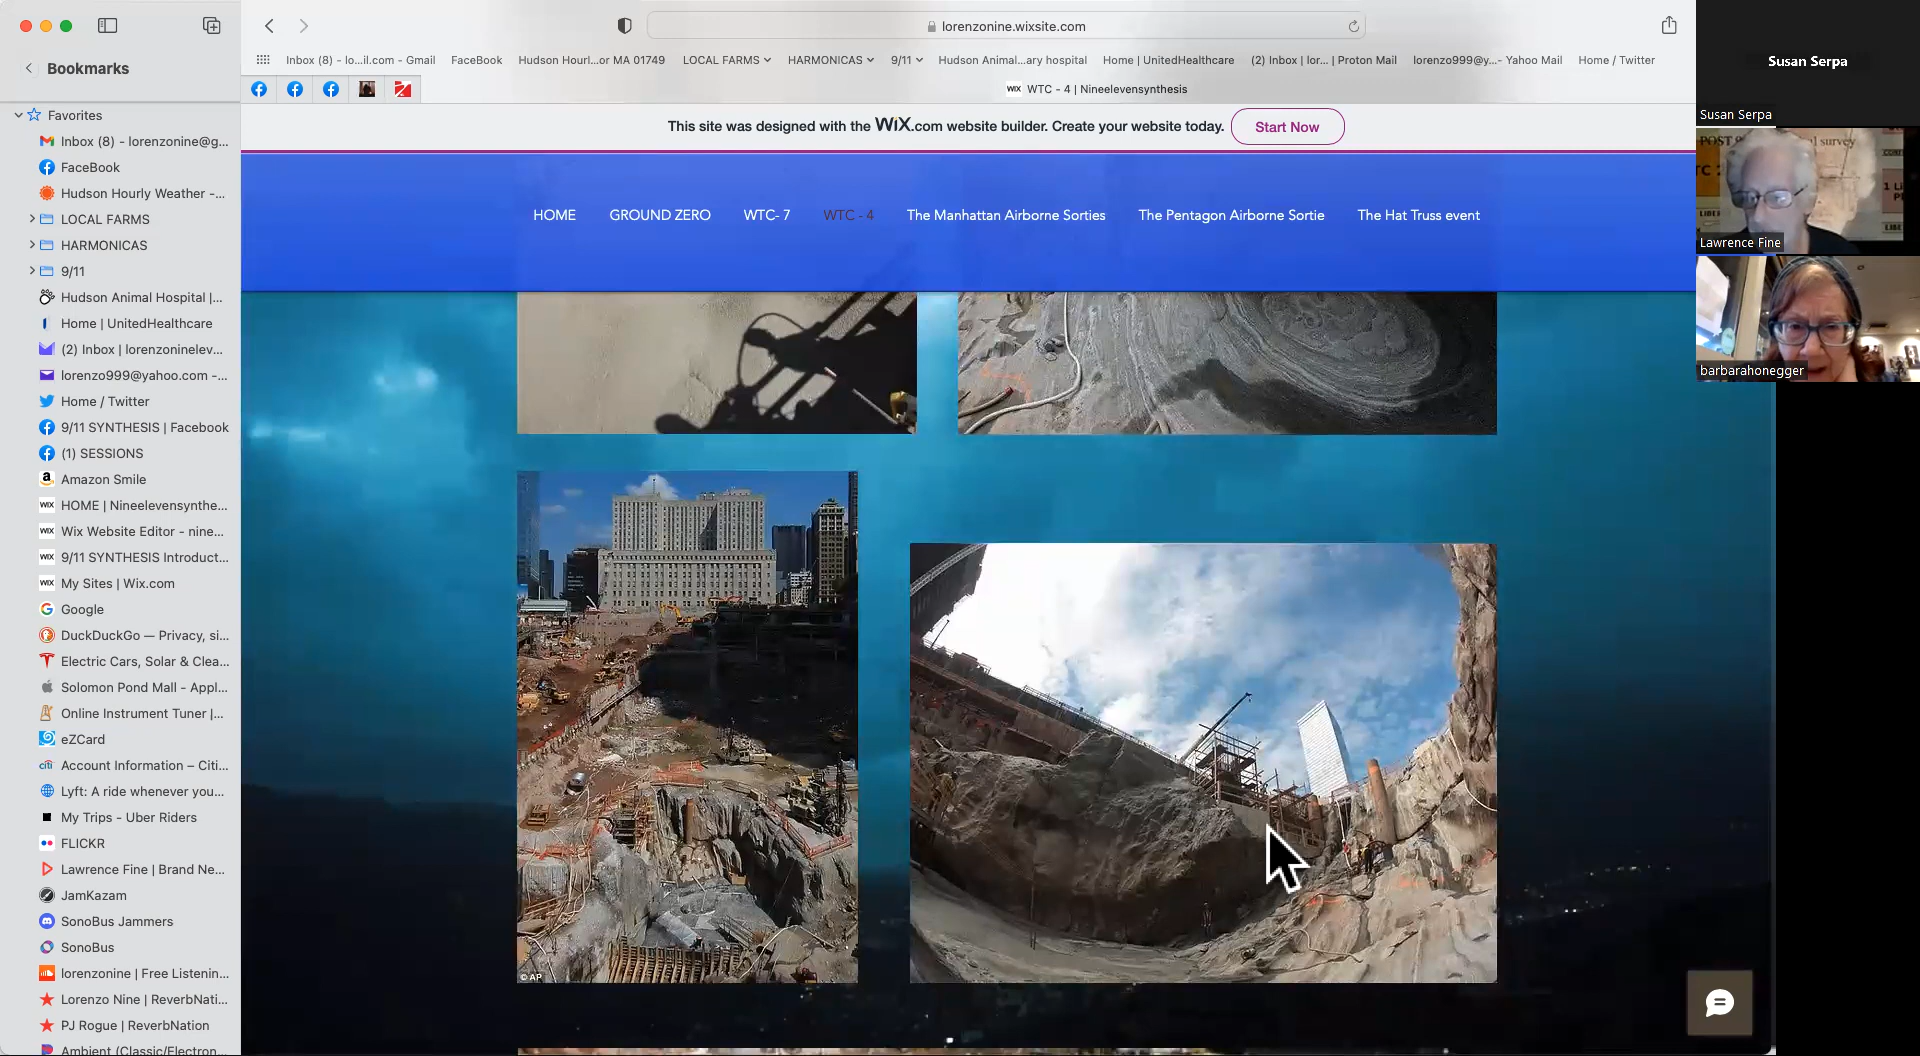 Bookmarks
Favorites
Inbox (8) - lorenzonine@g...
FaceBook
Hudson Hourly Weather -...
LOCAL FARMS
HARMONICAS
9/11
Hudson Animal Hospital |...
Home | UnitedHealthcare
(2) Inbox | lorenzoninelev...
lorenzo999@yahoo.com -...
Home / Twitter
9/11 SYNTHESIS | Facebook
(1) SESSIONS
Amazon Smile
HOME | Nineelevensynthe...
Wix Website Editor - nine...
9/11 SYNTHESIS Introduct...
My Sites | Wix.com
Google
DuckDuckGo — Privacy, si...
Electric Cars, Solar & Clea...
Solomon Pond Mall - Appl...
Online Instrument Tuner |...
eZCard
Account Information – Citi...
Lyft: A ride whenever you...
My Trips - Uber Riders
FLICKR
Lawrence Fine | Brand Ne...
JamKazam
SonoBus Jammers
SonoBus
lorenzonine | Free Listenin...
Lorenzo Nine | ReverbNati...
PJ Rogue | ReverbNation
Ambient (Classic/Electron...
lorenzonine.wixsite.com
Inbox (8) - lo...il.com - Gmail FaceBook Hudson Hourl...or MA 01749 LOCAL FARMS HARMONICAS 9/11 Hudson Animal...ary hospital Home | UnitedHealthcare (2) Inbox | lor... | Proton Mail lorenzo999@y...- Yahoo Mail Home / Twitter
WIX WTC - 4 | Nineelevensynthesis
This site was designed with the WiX.com website builder. Create your website today. Start Now
HOME GROUND ZERO WTC- 7 WTC - 4 The Manhattan Airborne Sorties The Pentagon Airborne Sortie The Hat Truss event
© AP
Susan Serpa
Susan Serpa
POST
survey
Lawrence Fine
barbarahonegger